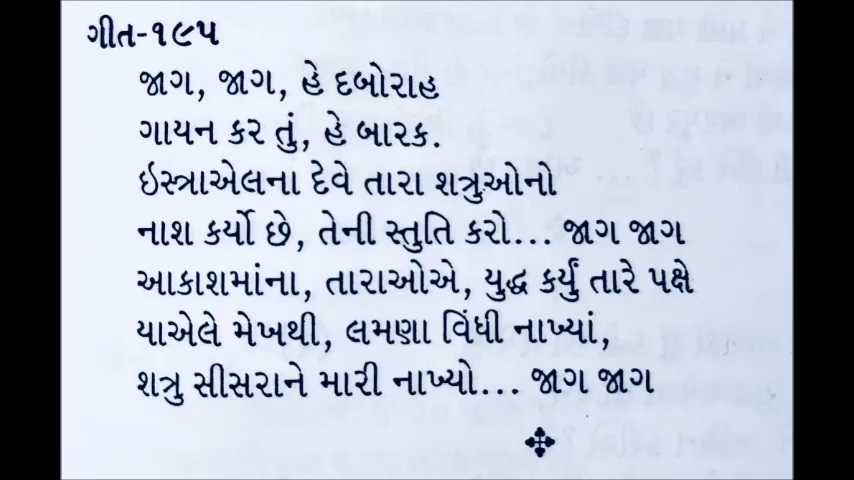 ગીત-૧૯૫
જાગ, જાગ, હે દબોરાહ
ગાયન કર તું, હે બારક.
ઇસ્ત્રાએલના દેવે તારા શત્રુઓનો
નાશ કર્યો છે, તેની સ્તુતિ કરો... જાગ જાગ
આકાશમાંના, તારાઓએ, યુદ્ધ કર્યું તારે પક્ષે
યાએલે મેખથી, લમણા વિંધી નાખ્યાં,
શત્રુ સીસરાને મારી નાખ્યો... જાગ જાગ